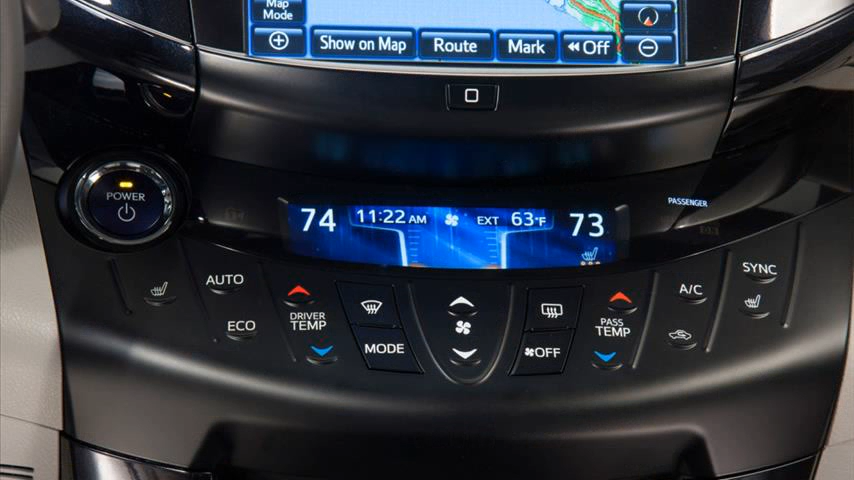 Map
Mode
Show on Map
Route
Mark
Off
POWER
PASSENGER
74
11:22 AM
EXT 63°F
73
AUTO
ECO
DRIVER
TEMP
MODE
OFF
PASS
TEMP
A/C
SYNC